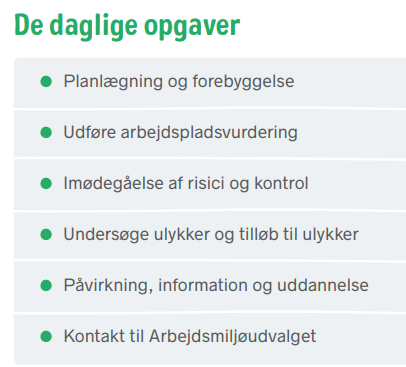 De daglige opgaver
Planlægning og forebyggelse
Udføre arbejdspladsvurdering
Imødegåelse af risici og kontrol
Undersøge ulykker og tilløb til ulykker
Påvirkning, information og uddannelse
Kontakt til Arbejdsmiljøudvalget